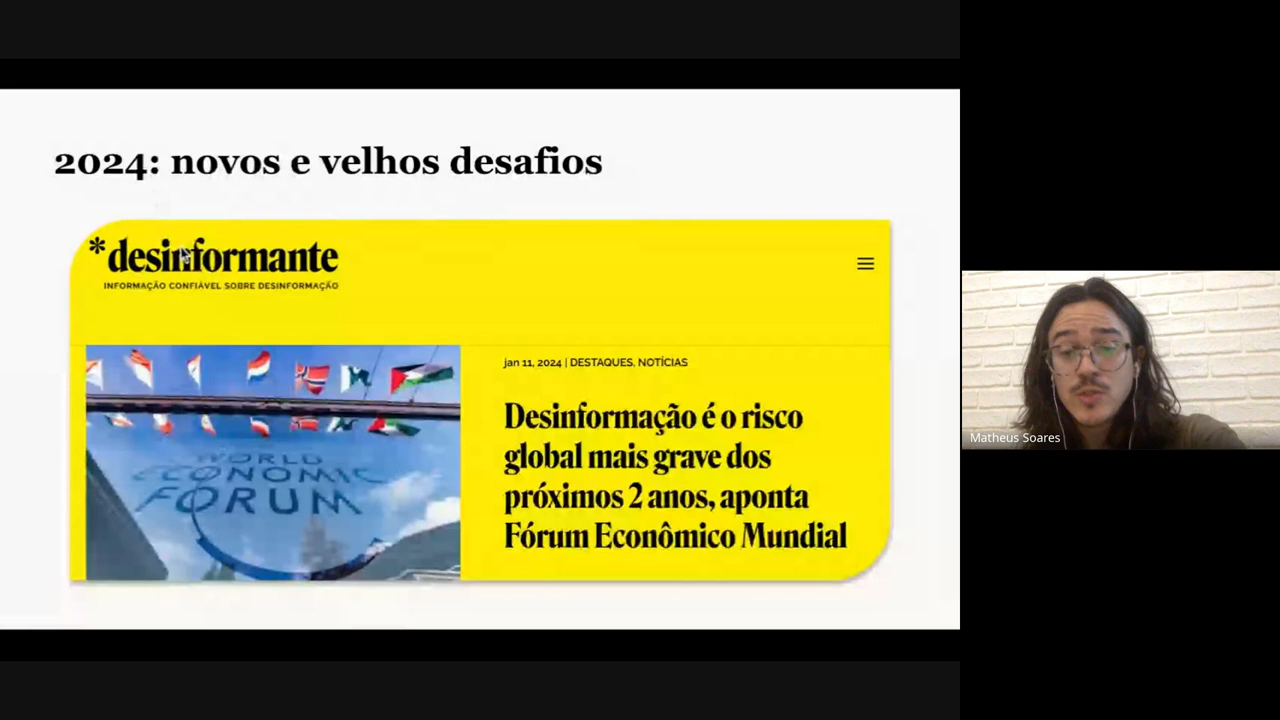 2024: novos e velhos desafios
*desinformante
INFORMAÇÃO CONFIÁVEL SOBRE DESINFORMAÇÃO
jan 11, 2024 | DESTAQUES, NOTÍCIAS
Desinformação é o risco
global mais grave dos
próximos 2 anos, aponta
Fórum Econômico Mundial
WORLD
ECONOMIC
FORUM
Matheus Soares